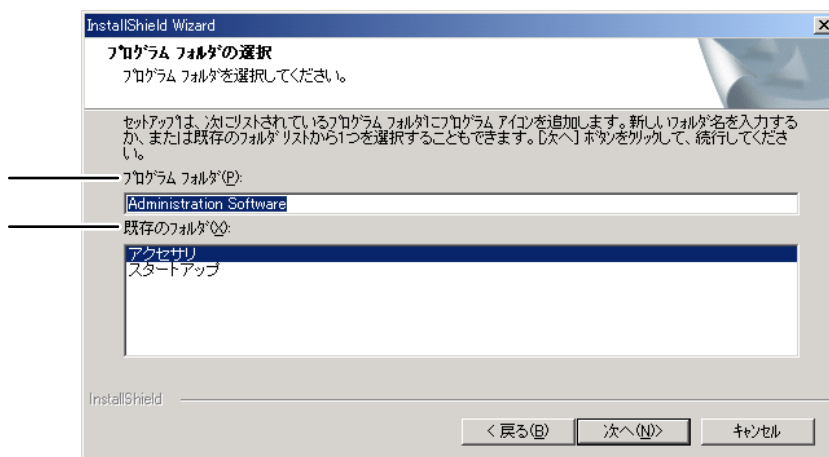 InstallShield Wizard
プログラム フォルダの選択
プログラム フォルダを選択してください。
セットアップは、次にリストされているプログラム フォルダにプログラム アイコンを追加します。新しいフォルダ名を入力する
か、または既存のフォルダ リストから1つを選択することもできます。[次へ] ボタンをクリックして、続行してくださ
い。
プログラム フォルダ(P):
Administration Software
既存のフォルダ(X):
アクセサリ
スタートアップ
InstallShield
< 戻る(B)
次へ(N)>
キャンセル